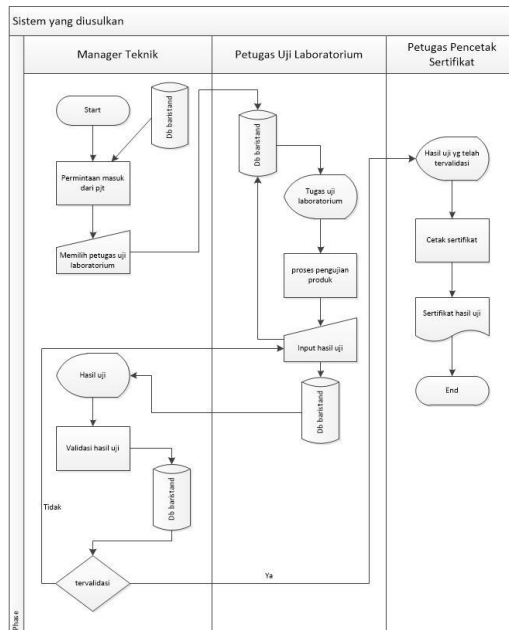 Sistem yang diusulkan
Manager Teknik
Petugas Uji Laboratorium
Petugas Pencetak
Sertifikat
Start
Db baristand
Permintaan masuk
dari pjt
Memilih petugas uji
laboratorium
Db baristand
Tugas uji
laboratorium
proses pengujian
produk
Input hasil uji
Db baristand
Hasil uji yg telah
tervalidasi
Cetak sertifikat
Sertifikat hasil uji
End
Hasil uji
Validasi hasil uji
Db baristand
Tidak
tervalidasi
Ya
Phase